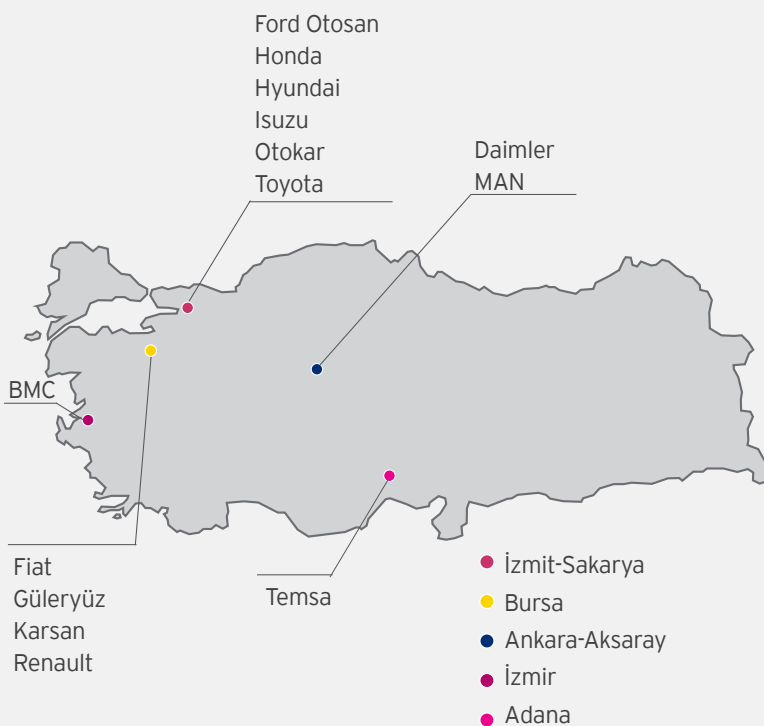 Ford Otosan
Honda
Hyundai
Isuzu
Otokar
Toyota
Daimler
MAN
BMC
Fiat
Güleryüz
Karsan
Renault
Temsa
İzmit-Sakarya
Bursa
Ankara-Aksaray
İzmir
Adana